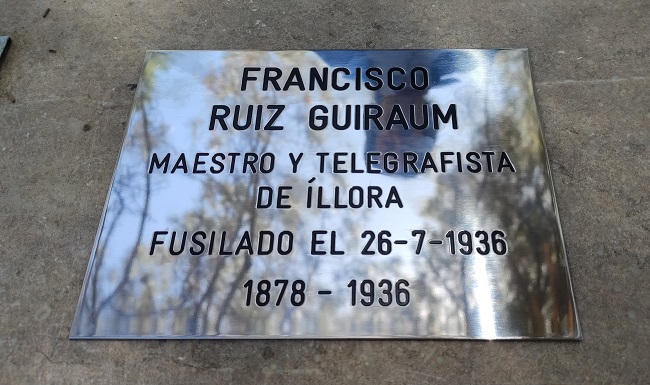 FRANCISCO
RUIZ GUIRAUM
MAESTRO Y TELEGRAFISTA
DE ÍLLORA
FUSILADO EL 26-7-1936
1878 - 1936